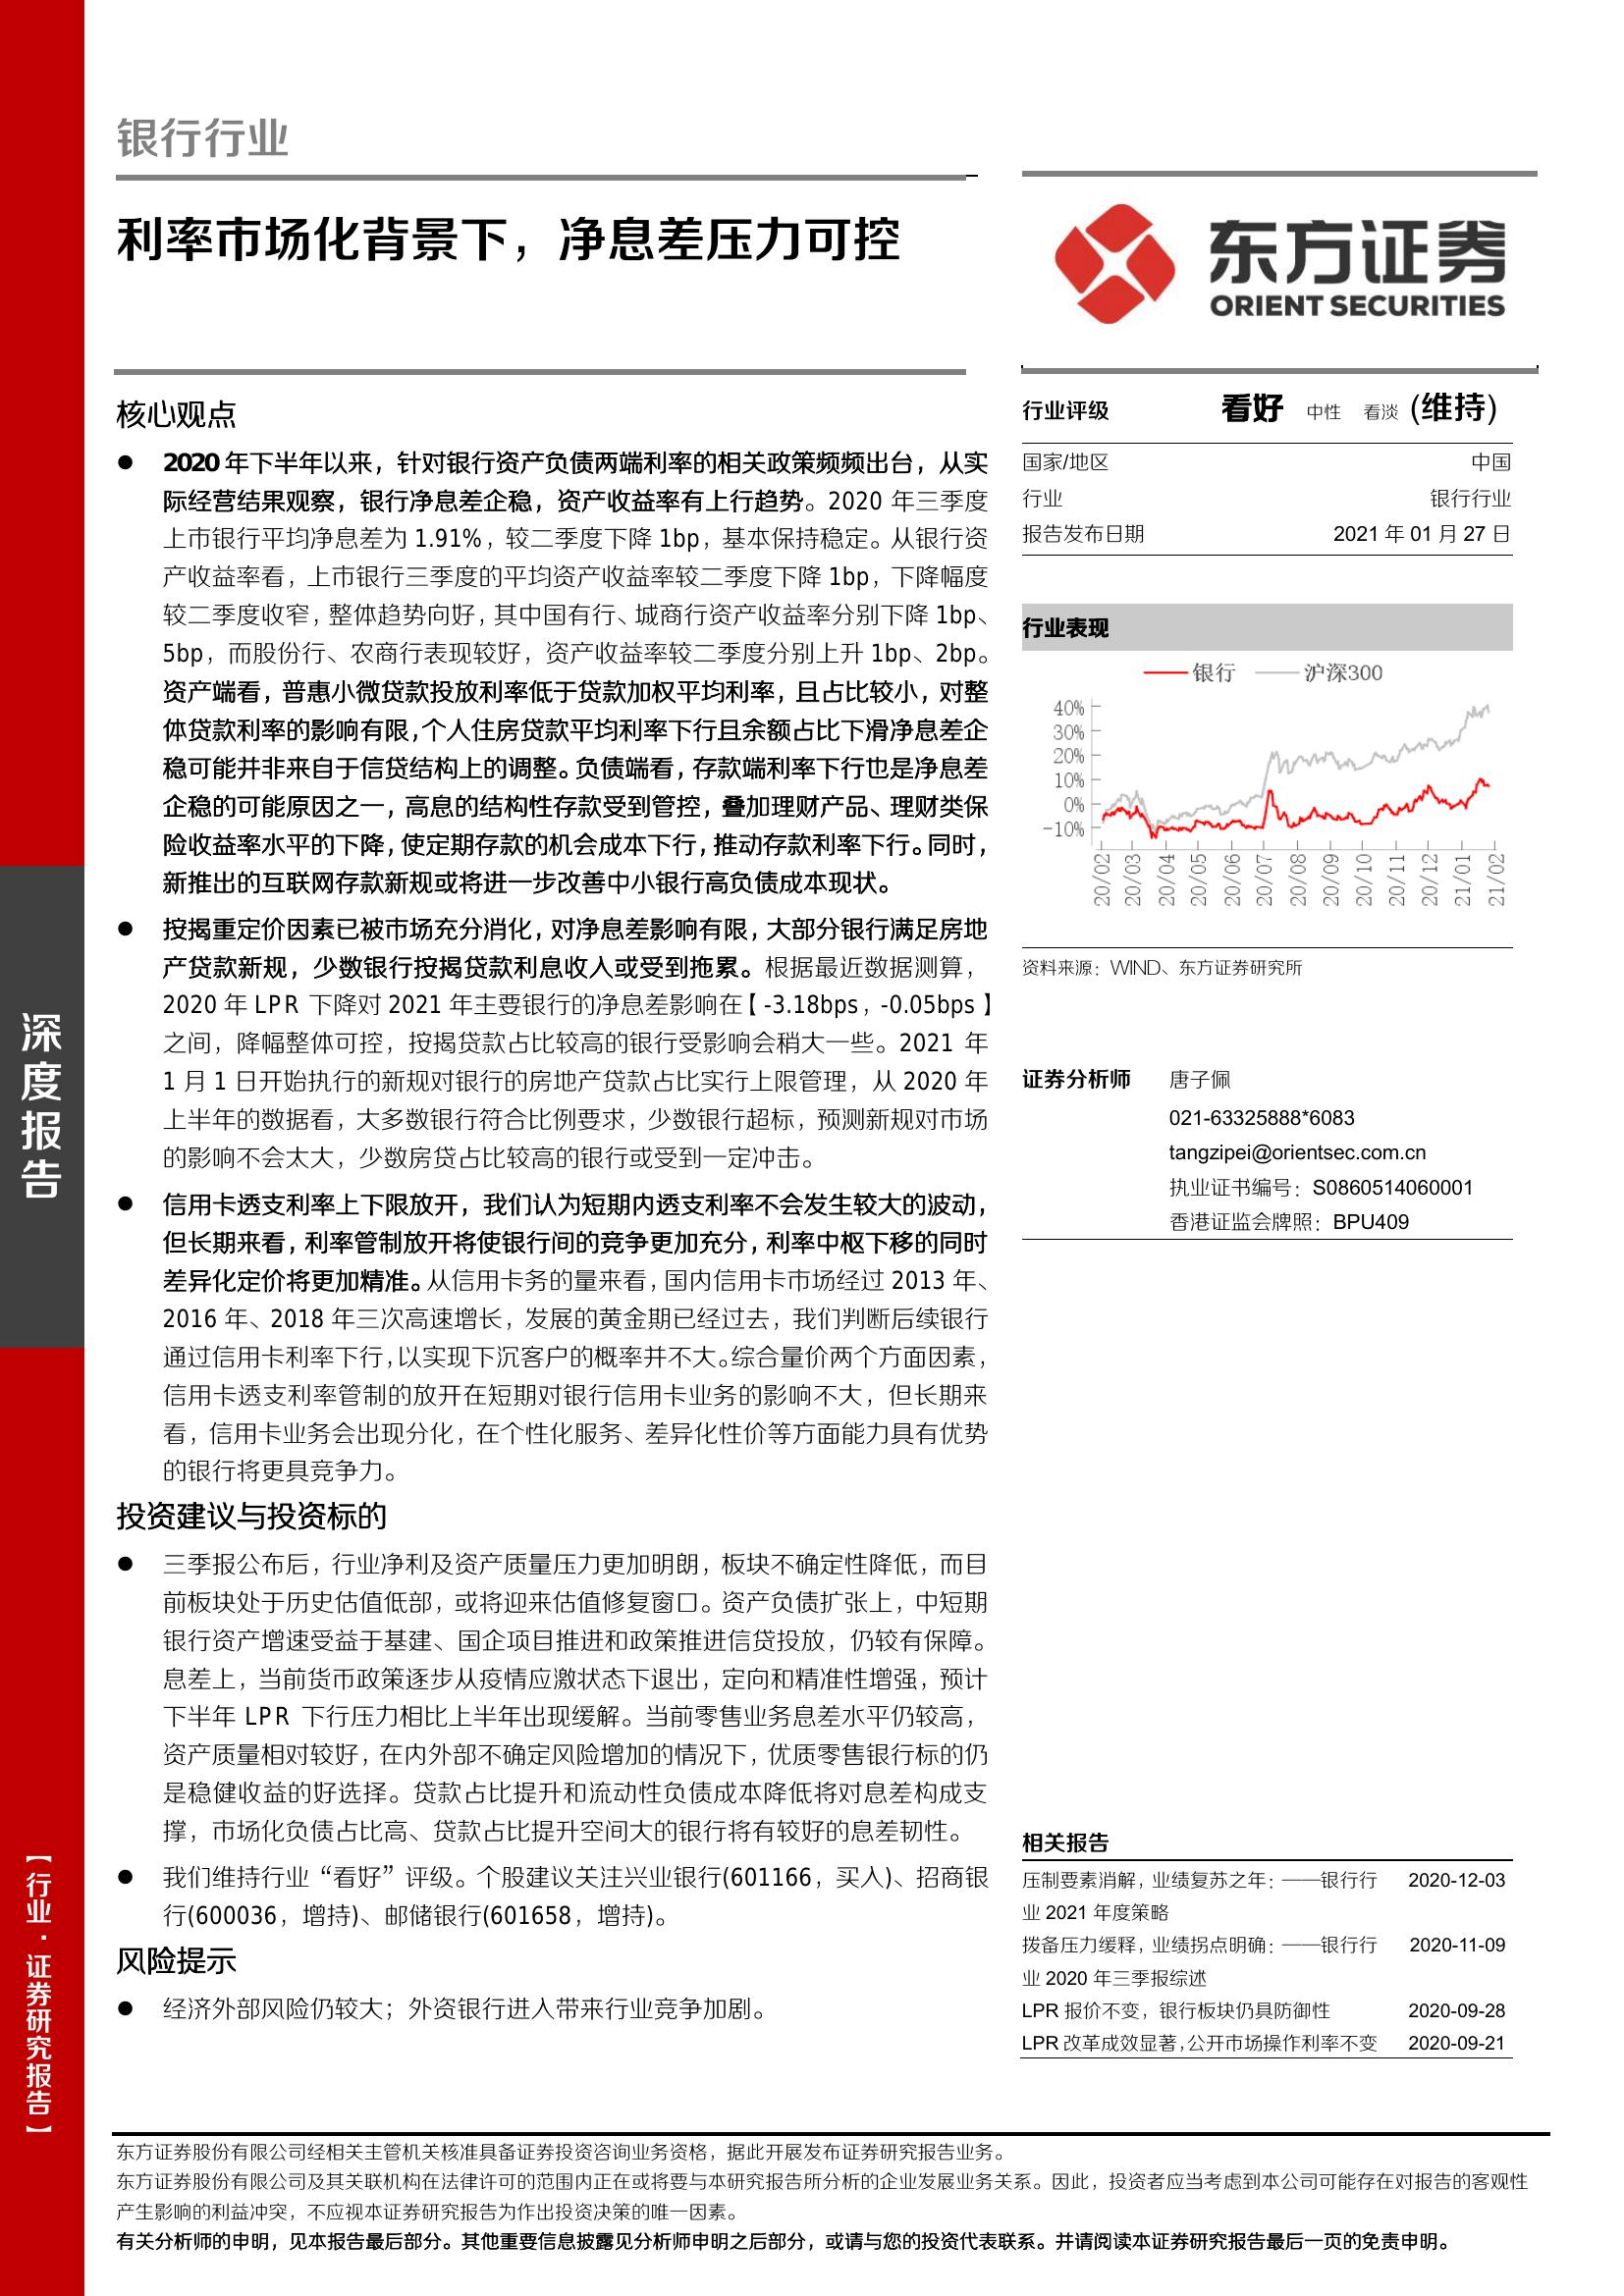 银行行业
利率市场化背景下，净息差压力可控
东方证券
ORIENT SECURITIES
核心观点
● 2020 年下半年以来，针对银行资产负债两端利率的相关政策频频出台，从实
际经营结果观察，银行净息差企稳，资产收益率有上行趋势。2020 年三季度
上市银行平均净息差为 1.91%，较二季度下降 1bp，基本保持稳定。从银行资
产收益率看，上市银行三季度的平均资产收益率较二季度下降 1bp，下降幅度
较二季度收窄，整体趋势向好，其中国有行、城商行资产收益率分别下降 1bp、
5bp，而股份行、农商行表现较好，资产收益率较二季度分别上升 1bp、2bp。
资产端看，普惠小微贷款投放利率低于贷款加权平均利率，且占比较小，对整
体贷款利率的影响有限，个人住房贷款平均利率下行且余额占比下滑净息差企
稳可能并非来自于信贷结构上的调整。负债端看，存款端利率下行也是净息差
企稳的可能原因之一，高息的结构性存款受到管控，叠加理财产品、理财类保
险收益率水平的下降，使定期存款的机会成本下行，推动存款利率下行。同时，
新推出的互联网存款新规或将进一步改善中小银行高负债成本现状。
● 按揭重定价因素已被市场充分消化，对净息差影响有限，大部分银行满足房地
产贷款新规，少数银行按揭贷款利息收入或受到拖累。根据最近数据测算，
2020 年 LPR 下降对 2021 年主要银行的净息差影响在【-3.18bps，-0.05bps】
之间，降幅整体可控，按揭贷款占比较高的银行受影响会稍大一些。2021 年
1 月 1 日开始执行的新规对银行的房地产贷款占比实行上限管理，从 2020 年
上半年的数据看，大多数银行符合比例要求，少数银行超标，预测新规对市场
的影响不会太大，少数房贷占比较高的银行或受到一定冲击。
● 信用卡透支利率上下限放开，我们认为短期内透支利率不会发生较大的波动，
但长期来看，利率管制放开将使银行间的竞争更加充分，利率中枢下移的同时
差异化定价将更加精准。从信用卡务的量来看，国内信用卡市场经过 2013 年、
2016 年、2018 年三次高速增长，发展的黄金期已经过去，我们判断后续银行
通过信用卡利率下行，以实现下沉客户的概率并不大。综合量价两个方面因素，
信用卡透支利率管制的放开在短期对银行信用卡业务的影响不大，但长期来
看，信用卡业务会出现分化，在个性化服务、差异化性价等方面能力具有优势
的银行将更具竞争力。
投资建议与投资标的
● 三季报公布后，行业净利及资产质量压力更加明朗，板块不确定性降低，而目
前板块处于历史估值低部，或将迎来估值修复窗口。资产负债扩张上，中短期
银行资产增速受益于基建、国企项目推进和政策推进信贷投放，仍较有保障。
息差上，当前货币政策逐步从疫情应激状态下退出，定向和精准性增强，预计
下半年 LPR 下行压力相比上半年出现缓解。当前零售业务息差水平仍较高，
资产质量相对较好，在内外部不确定风险增加的情况下，优质零售银行标的仍
是稳健收益的好选择。贷款占比提升和流动性负债成本降低将对息差构成支
撑，市场化负债占比高、贷款占比提升空间大的银行将有较好的息差韧性。
● 我们维持行业“看好”评级。个股建议关注兴业银行(601166，买入)、招商银
行(600036，增持)、邮储银行(601658，增持)。
风险提示
● 经济外部风险仍较大；外资银行进入带来行业竞争加剧。
行业评级 看好 中性 看淡 (维持)
国家/地区 中国
行业 银行行业
报告发布日期 2021 年 01 月 27 日
行业表现
银行 沪深300
40%
30%
20%
10%
0%
-10%
20/02 20/03 20/04 20/05 20/06 20/07 20/08 20/09 20/10 20/11 20/12 21/01 21/02
资料来源：WIND、东方证券研究所
证券分析师 唐子佩
021-63325888*6083
tangzipei@orientsec.com.cn
执业证书编号：S0860514060001
香港证监会牌照：BPU409
相关报告
压制要素消解，业绩复苏之年：——银行行 2020-12-03
业 2021 年度策略
拨备压力缓释，业绩拐点明确：——银行行 2020-11-09
业 2020 年三季报综述
LPR 报价不变，银行板块仍具防御性 2020-09-28
LPR 改革成效显著，公开市场操作利率不变 2020-09-21
深度报告
【行业·证券研究报告】
东方证券股份有限公司经相关主管机关核准具备证券投资咨询业务资格，据此开展发布证券研究报告业务。
东方证券股份有限公司及其关联机构在法律许可的范围内正在或将要与本研究报告所分析的企业发展业务关系。因此，投资者应当考虑到本公司可能存在对报告的客观性
产生影响的利益冲突，不应视本证券研究报告为作出投资决策的唯一因素。
有关分析师的申明，见本报告最后部分。其他重要信息披露见分析师申明之后部分，或请与您的投资代表联系。并请阅读本证券研究报告最后一页的免责申明。